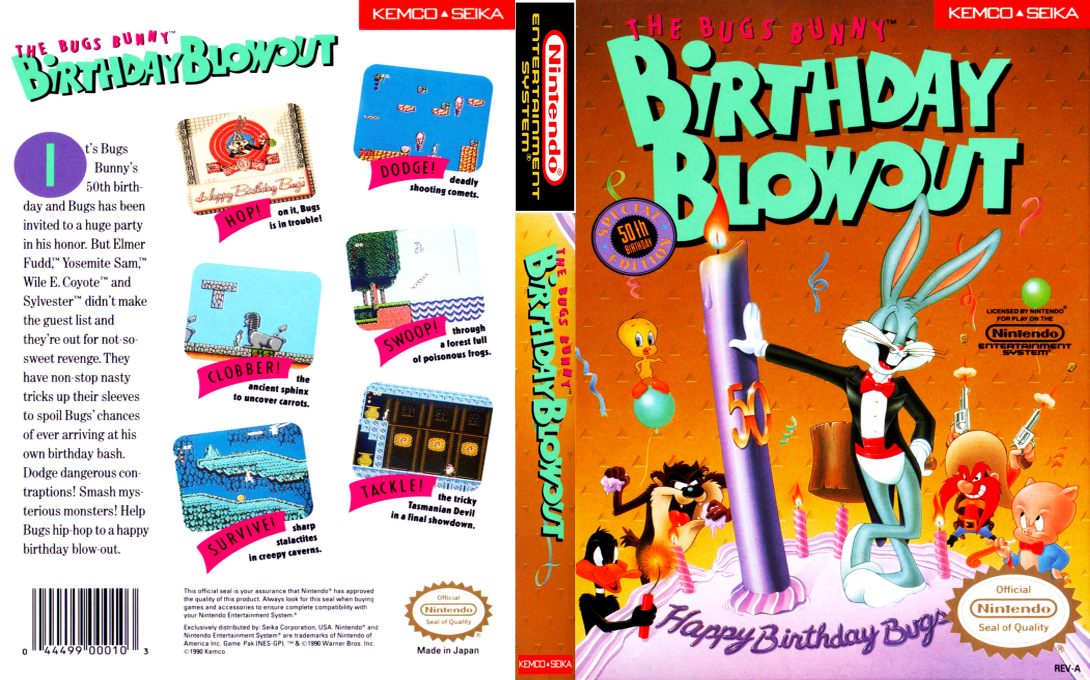 KEMCO▲SEIKA
THE BUGS BUNNY™
BIRTHDAY BLOWOUT
It's Bugs
Bunny's
50th birth-
day and Bugs has been
invited to a huge party
in his honor. But Elmer
Fudd,™ Yosemite Sam,™
Wile E. Coyote™ and
Sylvester™ didn't make
the guest list and
they're out for not-so-
sweet revenge. They
have non-stop nasty
tricks up their sleeves
to spoil Bugs' chances
of ever arriving at his
own birthday bash.
Dodge dangerous con-
traptions! Smash mys-
terious monsters! Help
Bugs hip-hop to a happy
birthday blow-out.
Happy Birthday Bugs
HOP!
on it, Bugs
is in trouble!
DODGE!
deadly
shooting comets.
SWOOP!
through
a forest full
of poisonous frogs.
CLOBBER!
the
ancient sphinx
to uncover carrots.
SURVIVE!
sharp
stalactites
in creepy caverns.
TACKLE!
the tricky
Tasmanian Devil
in a final showdown.
0 44499 00010 3
This official seal is your assurance that Nintendo® has approved
the quality of this product. Always look for this seal when buying
games and accessories to ensure complete compatibility with
your Nintendo Entertainment System.®
Exclusively distributed by: Seika Corporation, USA. Nintendo® and
Nintendo Entertainment System® are trademarks of Nintendo of
America Inc. Game Pak (NES-GP). ™ & ©1990 Warner Bros. Inc.
©1990 Kemco
Official
Nintendo
Seal of Quality
Made in Japan
Nintendo®
ENTERTAINMENT
SYSTEM®
THE BUGS BUNNY™
BIRTHDAY BLOWOUT
KEMCO▲SEIKA
KEMCO▲SEIKA
THE BUGS BUNNY™
BIRTHDAY
BLOWOUT
SPECIAL
50th
BIRTHDAY
EDITION
LICENSED BY NINTENDO®
FOR PLAY ON THE
Nintendo
ENTERTAINMENT
SYSTEM®
50
Happy Birthday Bugs
Official
Nintendo
Seal of Quality
REV-A